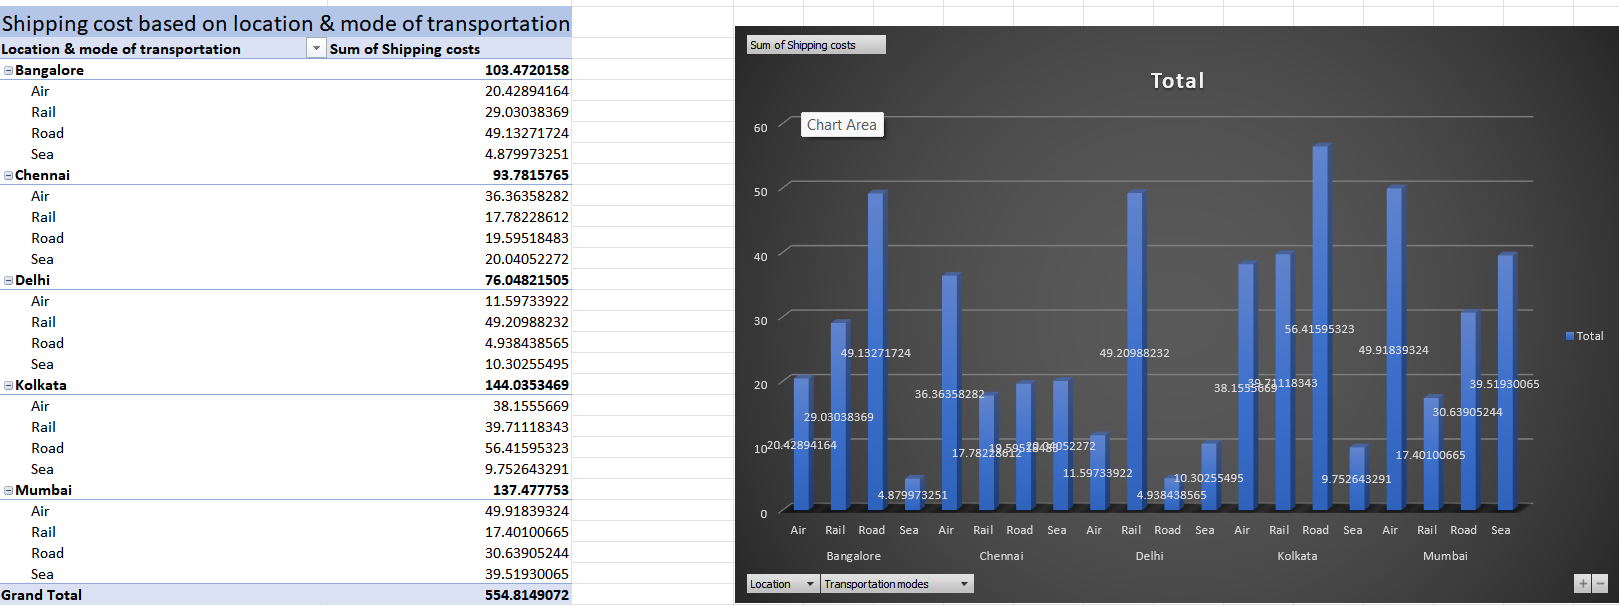 Shipping cost based on location & mode of transportation
Location & mode of transportation Sum of Shipping costs
Bangalore 103.4720158
Air 20.42894164
Rail 29.03038369
Road 49.13271724
Sea 4.879973251
Chennai 93.7815765
Air 36.36358282
Rail 17.78228612
Road 19.59518483
Sea 20.04052272
Delhi 76.04821505
Air 11.59733922
Rail 49.20988232
Road 4.938438565
Sea 10.30255495
Kolkata 144.0353469
Air 38.1555669
Rail 39.71118343
Road 56.41595323
Sea 9.752643291
Mumbai 137.477753
Air 49.91839324
Rail 17.40100665
Road 30.63905244
Sea 39.51930065
Grand Total 554.8149072
Sum of Shipping costs
Total
Chart Area
60
50
40
30
20
10
0
20.42894164
29.03038369
49.13271724
4.879973251
36.36358282
17.78228612
19.59518483
20.04052272
11.59733922
49.20988232
4.938438565
10.30255495
38.1555669
39.71118343
56.41595323
9.752643291
49.91839324
17.40100665
30.63905244
39.51930065
Air Rail Road Sea Air Rail Road Sea Air Rail Road Sea Air Rail Road Sea Air Rail Road Sea
Bangalore Chennai Delhi Kolkata Mumbai
Total
Location Transportation modes
+ −